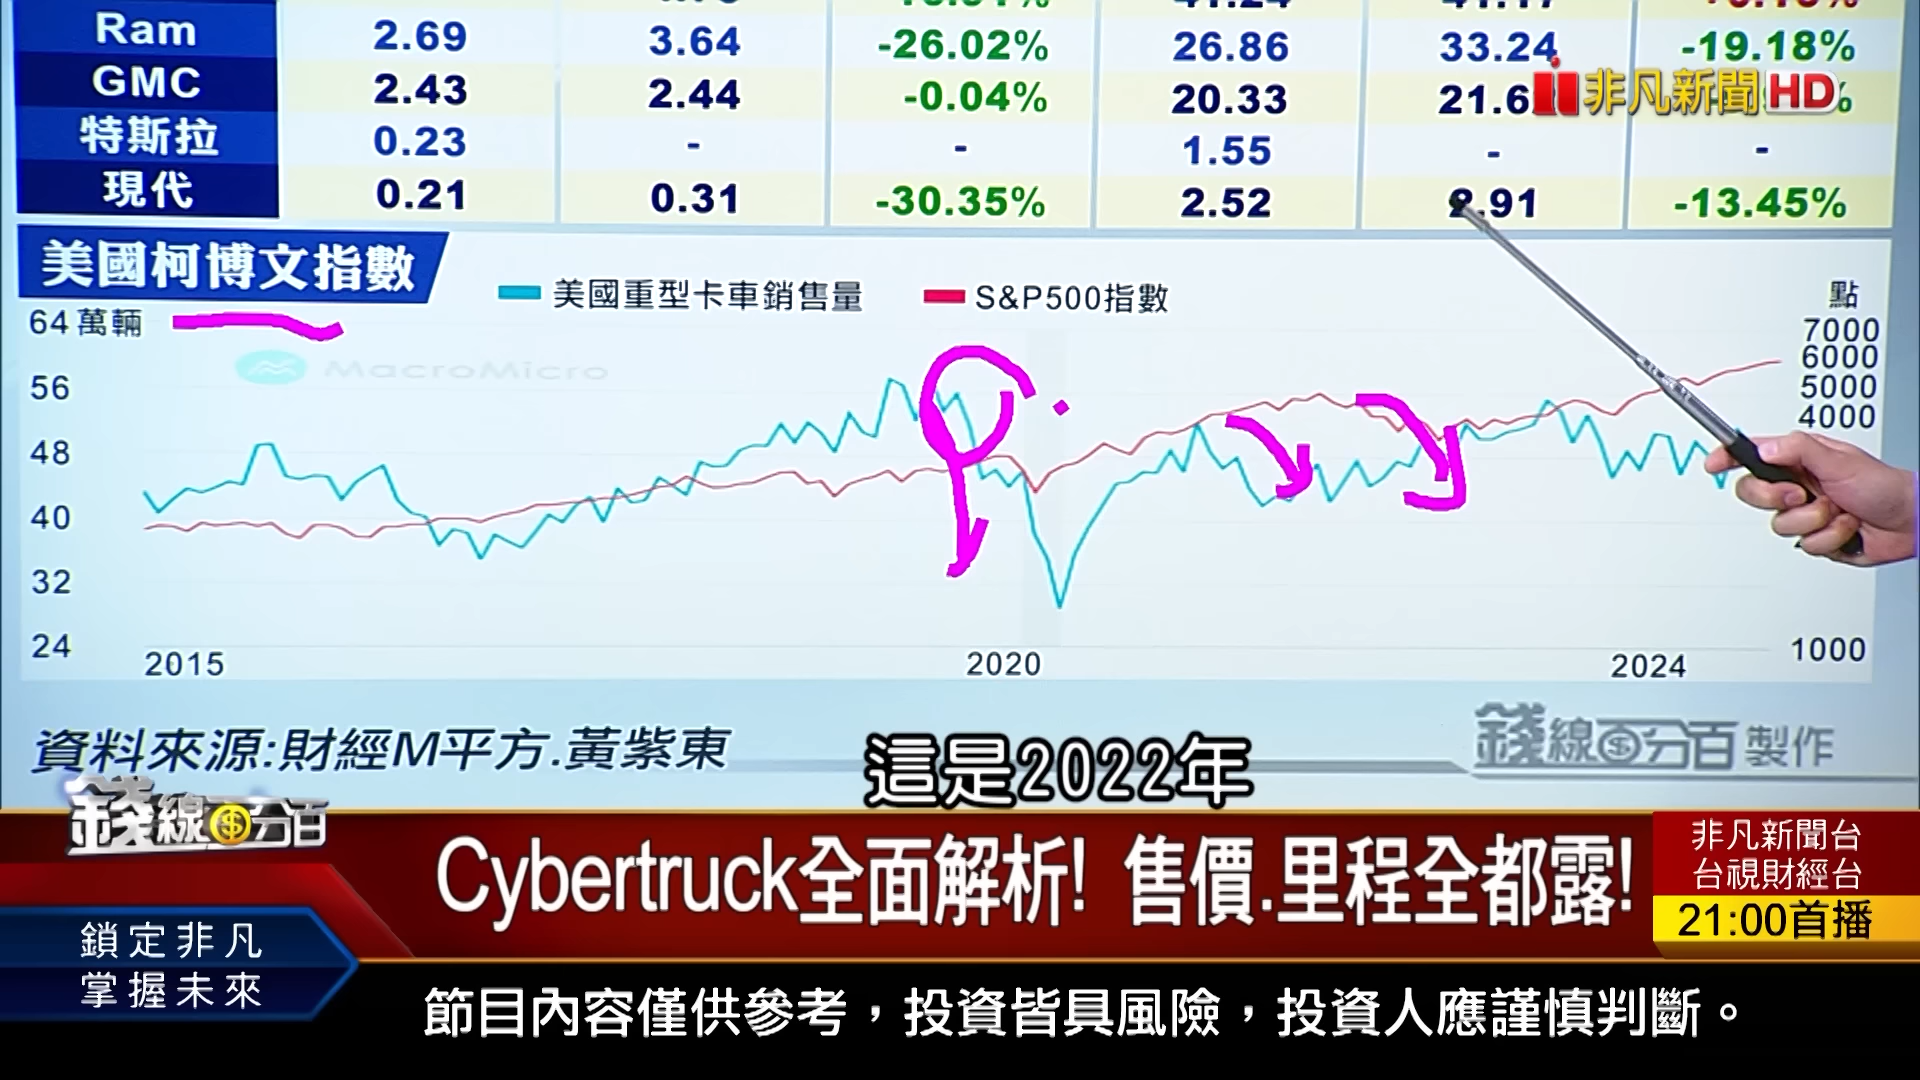 Ram 2.69 3.64 -26.02% 26.86 33.24 -19.18%
GMC 2.43 2.44 -0.04% 20.33 21.6
非凡新聞HD
特斯拉 0.23 - - 1.55 - -
現代 0.21 0.31 -30.35% 2.52 2.91 -13.45%
美國柯博文指數
美國重型卡車銷售量 S&P500指數
64 萬輛
56
48
40
32
24
點
7000
6000
5000
4000
1000
MacroMicro
2015 2020 2024
資料來源:財經M平方.黃紫東
錢線百分百 製作
這是2022年
錢線百分百
Cybertruck全面解析! 售價.里程全都露!
非凡新聞台
台視財經台
21:00首播
鎖定非凡
掌握未來
節目內容僅供參考，投資皆具風險，投資人應謹慎判斷。